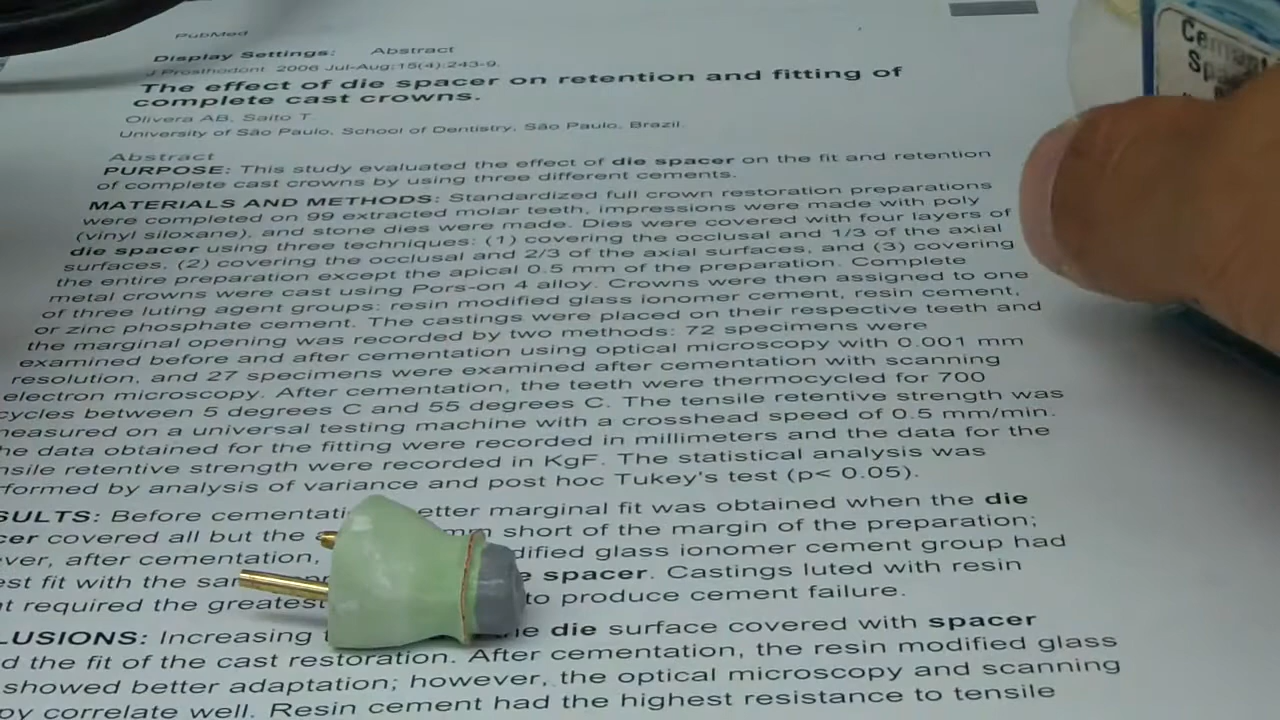 PubMed
Display Settings: Abstract
J Prosthodont. 2006 Jul-Aug;15(4):243-9.
The effect of die spacer on retention and fitting of
complete cast crowns.
Olivera AB, Saito T.
University of São Paulo, School of Dentistry, São Paulo, Brazil.
Abstract
PURPOSE: This study evaluated the effect of die spacer on the fit and retention
of complete cast crowns by using three different cements.
MATERIALS AND METHODS: Standardized full crown restoration preparations
were completed on 99 extracted molar teeth, impressions were made with poly
(vinyl siloxane), and stone dies were made. Dies were covered with four layers of
die spacer using three techniques: (1) covering the occlusal and 1/3 of the axial
surfaces, (2) covering the occlusal and 2/3 of the axial surfaces, and (3) covering
the entire preparation except the apical 0.5 mm of the preparation. Complete
metal crowns were cast using Pors-on 4 alloy. Crowns were then assigned to one
of three luting agent groups: resin modified glass ionomer cement, resin cement,
or zinc phosphate cement. The castings were placed on their respective teeth and
the marginal opening was recorded by two methods: 72 specimens were
examined before and after cementation using optical microscopy with 0.001 mm
resolution, and 27 specimens were examined after cementation with scanning
electron microscopy. After cementation, the teeth were thermocycled for 700
cycles between 5 degrees C and 55 degrees C. The tensile retentive strength was
measured on a universal testing machine with a crosshead speed of 0.5 mm/min.
he data obtained for the fitting were recorded in millimeters and the data for the
nsile retentive strength were recorded in KgF. The statistical analysis was
formed by analysis of variance and post hoc Tukey's test (p< 0.05).
SULTS: Before cementati etter marginal fit was obtained when the die
cer covered all but the mm short of the margin of the preparation;
ever, after cementation, dified glass ionomer cement group had
est fit with the sam e spacer. Castings luted with resin
t required the greatest to produce cement failure.
LUSIONS: Increasing t e die surface covered with spacer
d the fit of the cast restoration. After cementation, the resin modified glass
showed better adaptation; however, the optical microscopy and scanning
py correlate well. Resin cement had the highest resistance to tensile
Cement
Spa